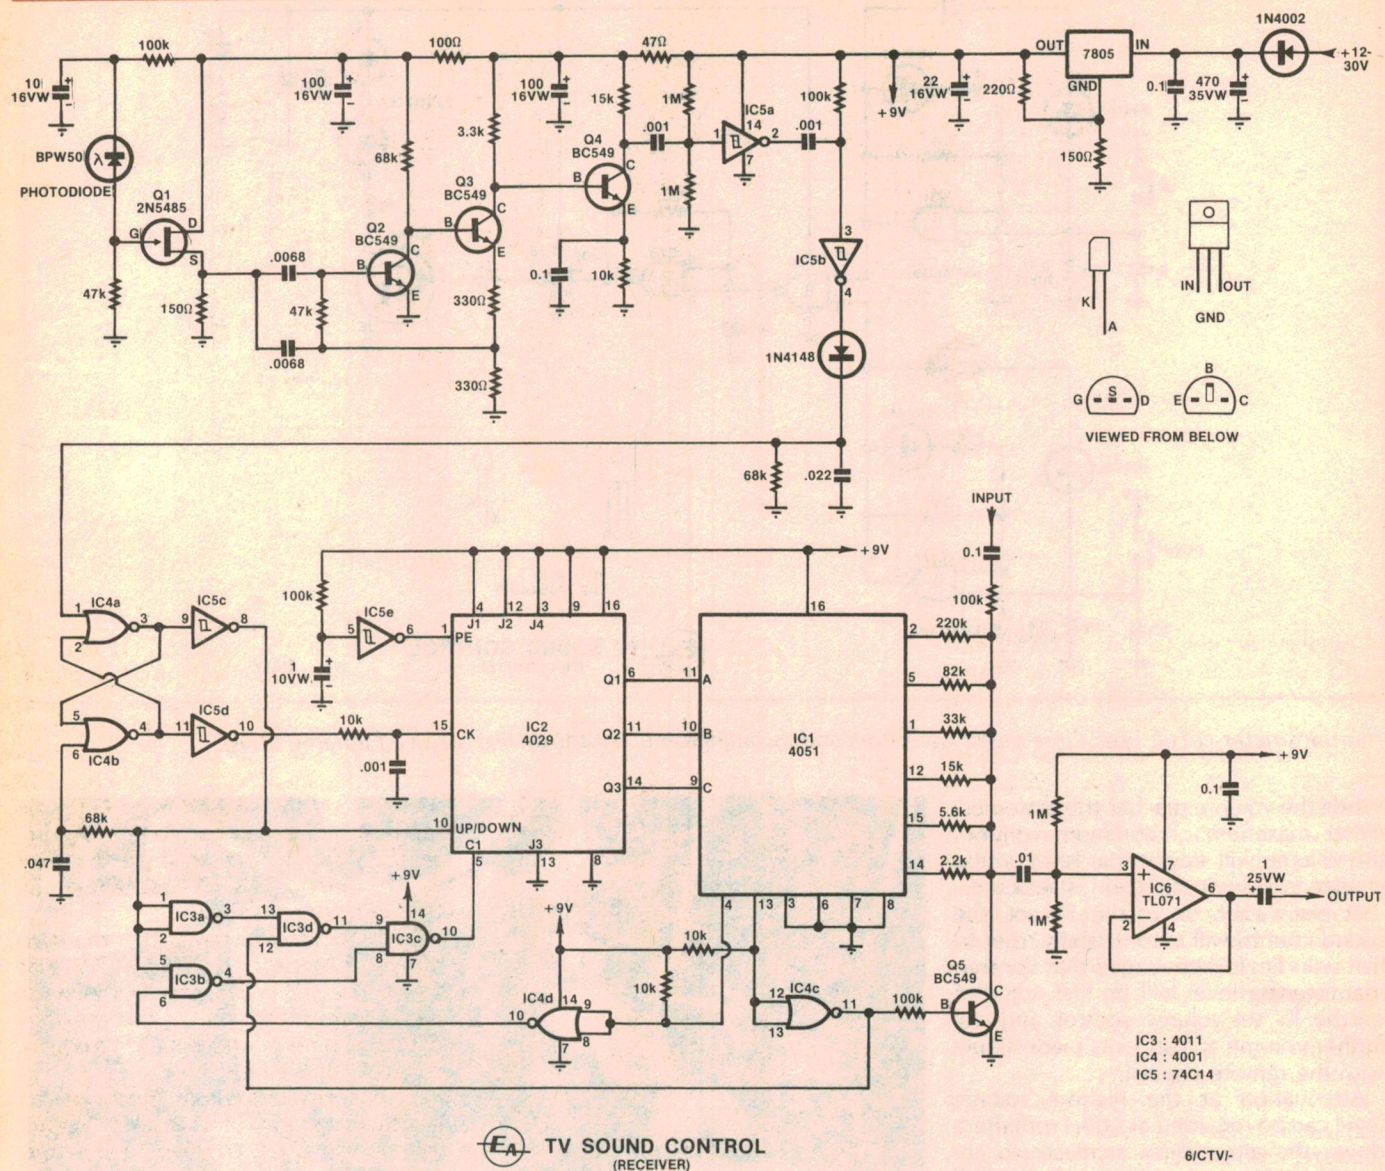 1N4002
100k
100Ω
47Ω
OUT
7805
IN
+12-
30V
GND
10
16VW
+
-
100
16VW
+
-
100
16VW
+
-
15k
1M
IC5a
100k
+9V
22
16VW
+
-
220Ω
0.1
470
35VW
+
-
3.3k
Q4
BC549
.001
1
14
2
7
.001
BPW50
λ
PHOTODIODE
68k
150Ω
Q1
2N5485
G
D
S
Q3
BC549
B
C
E
B
C
E
1M
Q2
BC549
B
C
E
3
IC5b
4
.0068
0.1
10k
47k
150Ω
47k
330Ω
K
A
IN
OUT
GND
.0068
330Ω
1N4148
B
G
S
D
E
C
VIEWED FROM BELOW
68k
.022
INPUT
+9V
0.1
100k
IC5e
4
12
3
9
16
J1
J2
J4
16
100k
1
IC4a
3
9
IC5c
8
5
6
1
PE
2
220k
2
1
10VW
+
-
Q1
6
11
A
5
82k
5
IC4b
4
11
IC5d
10
10k
15
CK
IC2
4029
Q2
11
10
B
IC1
4051
1
33k
6
.001
Q3
14
9
C
12
15k
+9V
0.1
1M
68k
10
UP/DOWN
15
5.6k
C1
J3
.047
5
13
8
14
2.2k
.01
3
+
7
IC6
TL071
6
25VW
+
-
OUTPUT
2
−
4
1M
+9V
1
IC3a
3
2
13
IC3d
11
12
9
14
IC3c
10
8
7
+9V
4
13
3
6
7
8
5
IC3b
4
6
10k
10k
Q5
BC549
B
C
E
IC4d
14
9
10
7
8
12
IC4c
11
13
100k
IC3 : 4011
IC4 : 4001
IC5 : 74C14
EA
TV SOUND CONTROL
(RECEIVER)
6/CTV/-